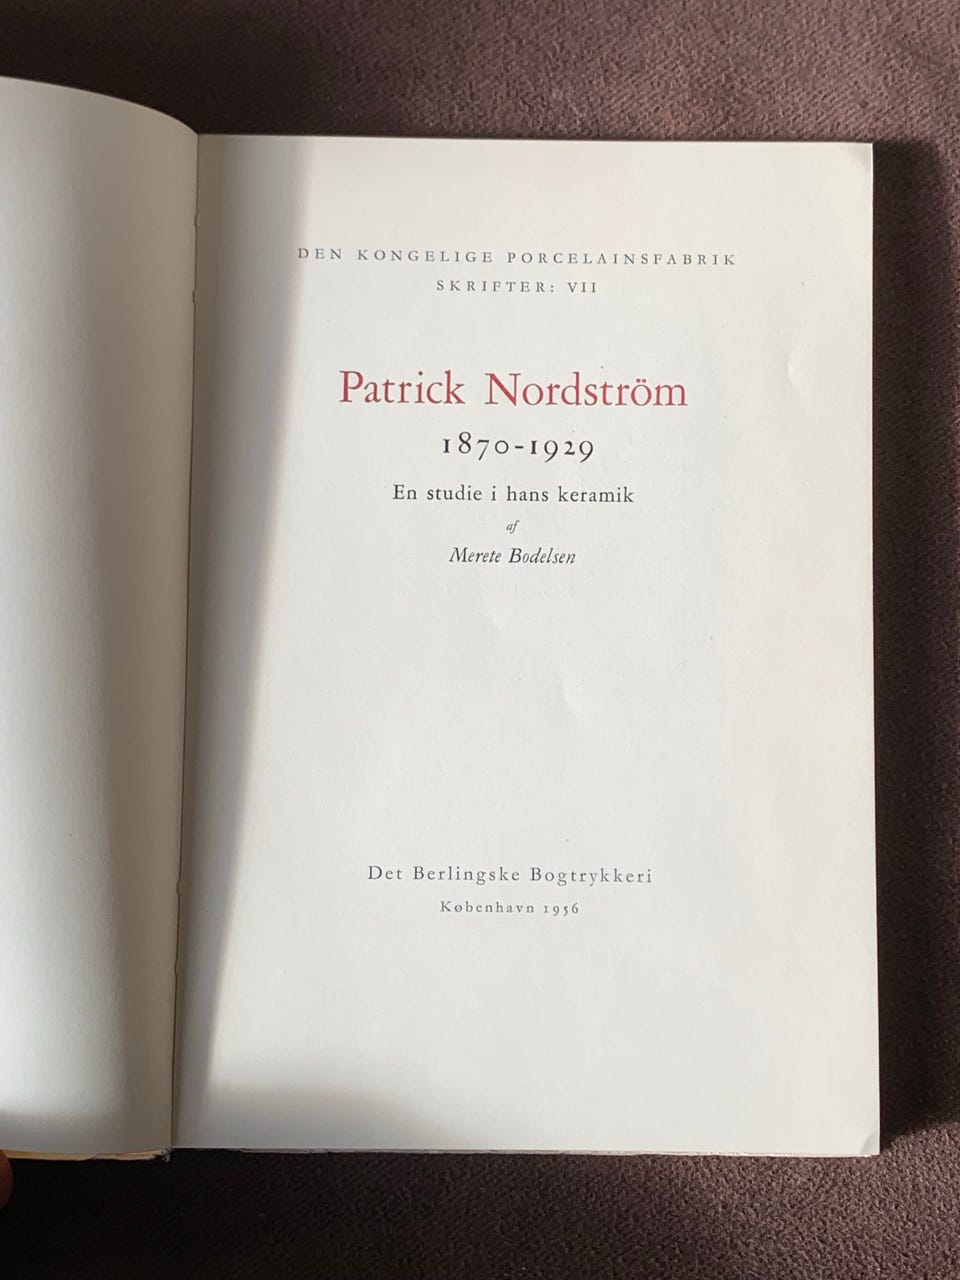 DEN KONGELIGE PORCELAINSFABRIK
SKRIFTER: VII
Patrick Nordström
1870-1929
En studie i hans keramik
af
Merete Bodelsen
Det Berlingske Bogtrykkeri
København 1956